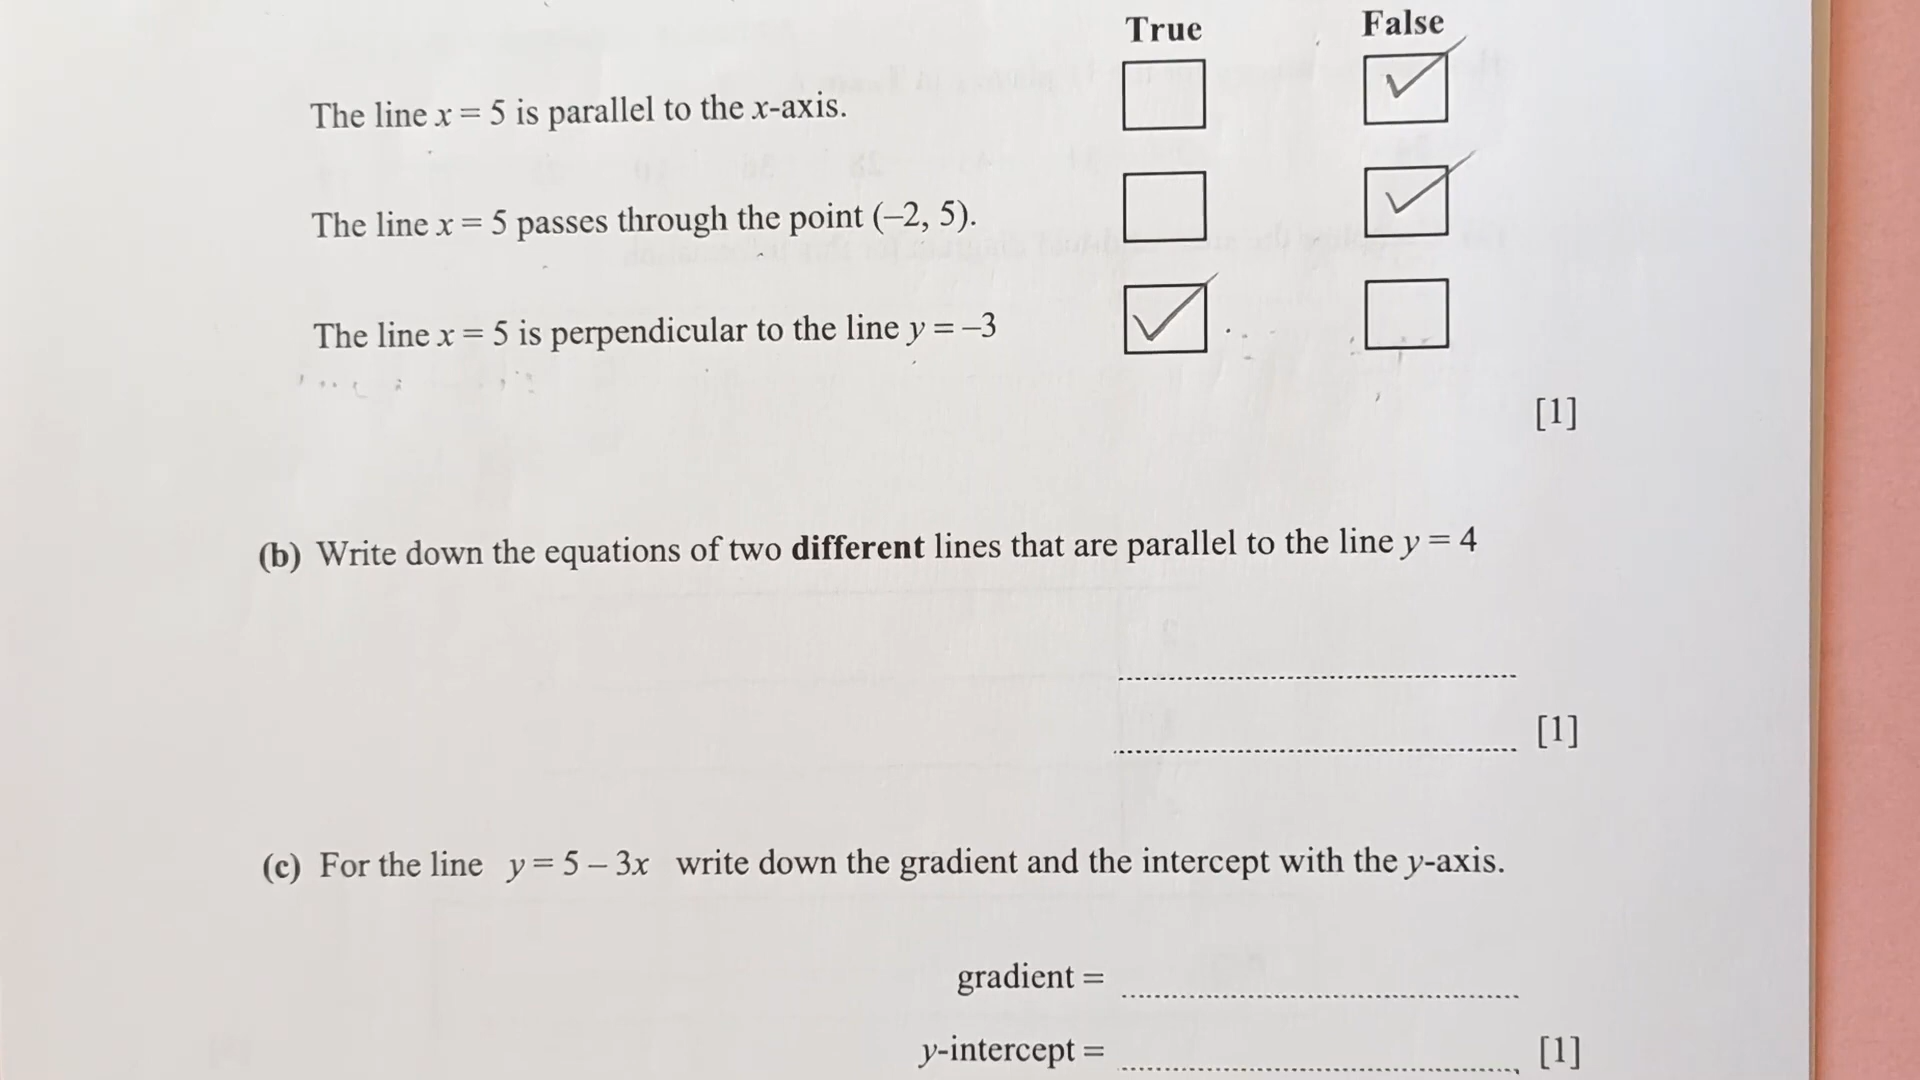 True False
The line x = 5 is parallel to the x-axis.
The line x = 5 passes through the point (–2, 5).
The line x = 5 is perpendicular to the line y = –3
[1]
(b) Write down the equations of two different lines that are parallel to the line y = 4
[1]
(c) For the line y = 5 – 3x write down the gradient and the intercept with the y-axis.
gradient =
y-intercept = [1]